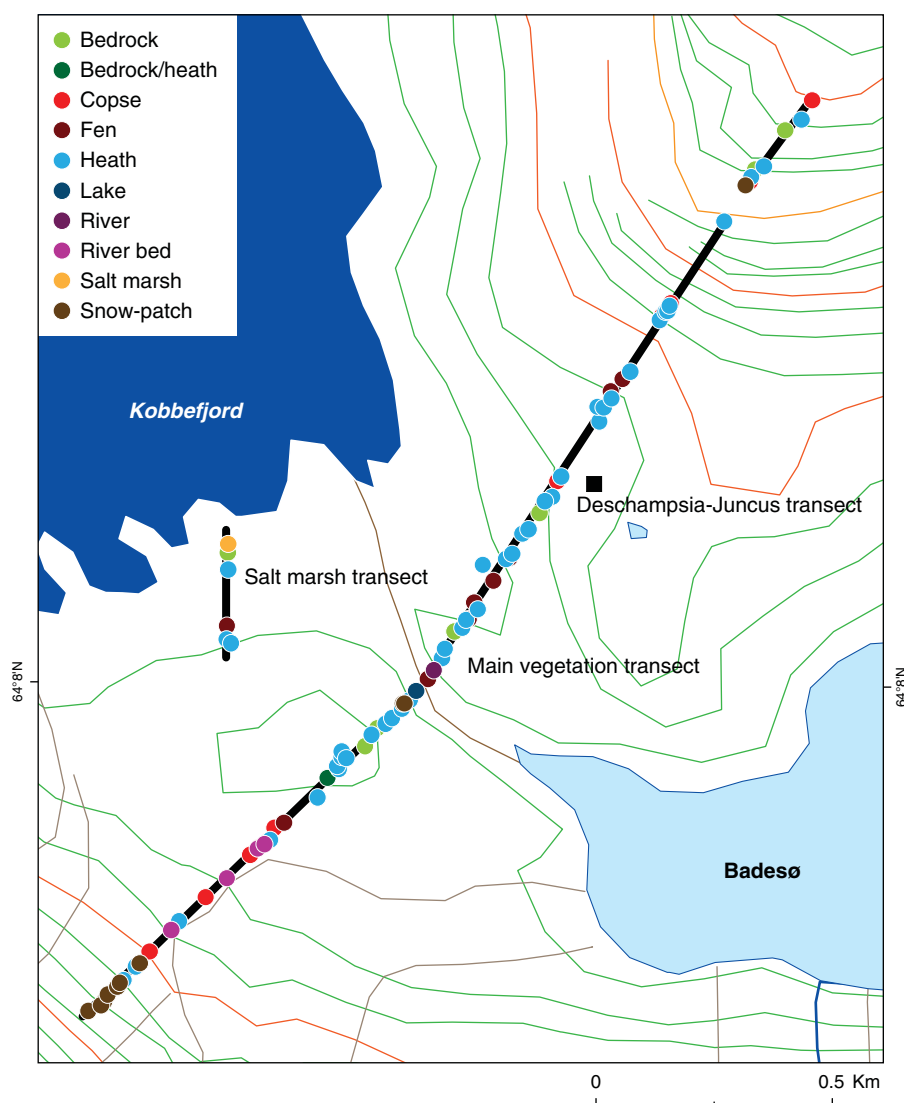 Bedrock
Bedrock/heath
Copse
Fen
Heath
Lake
River
River bed
Salt marsh
Snow-patch
Kobbefjord
Deschampsia-Juncus transect
Salt marsh transect
Main vegetation transect
64°8'N
64°8'N
Badesø
0 0.5 Km